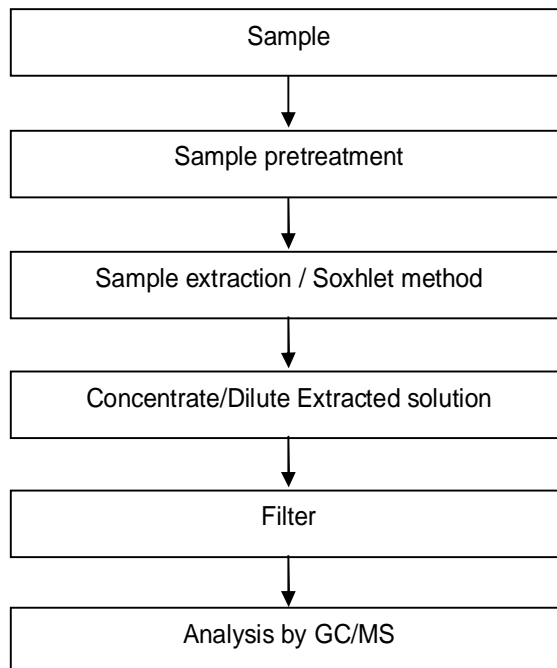 Sample
Sample pretreatment
Sample extraction / Soxhlet method
Concentrate/Dilute Extracted solution
Filter
Analysis by GC/MS